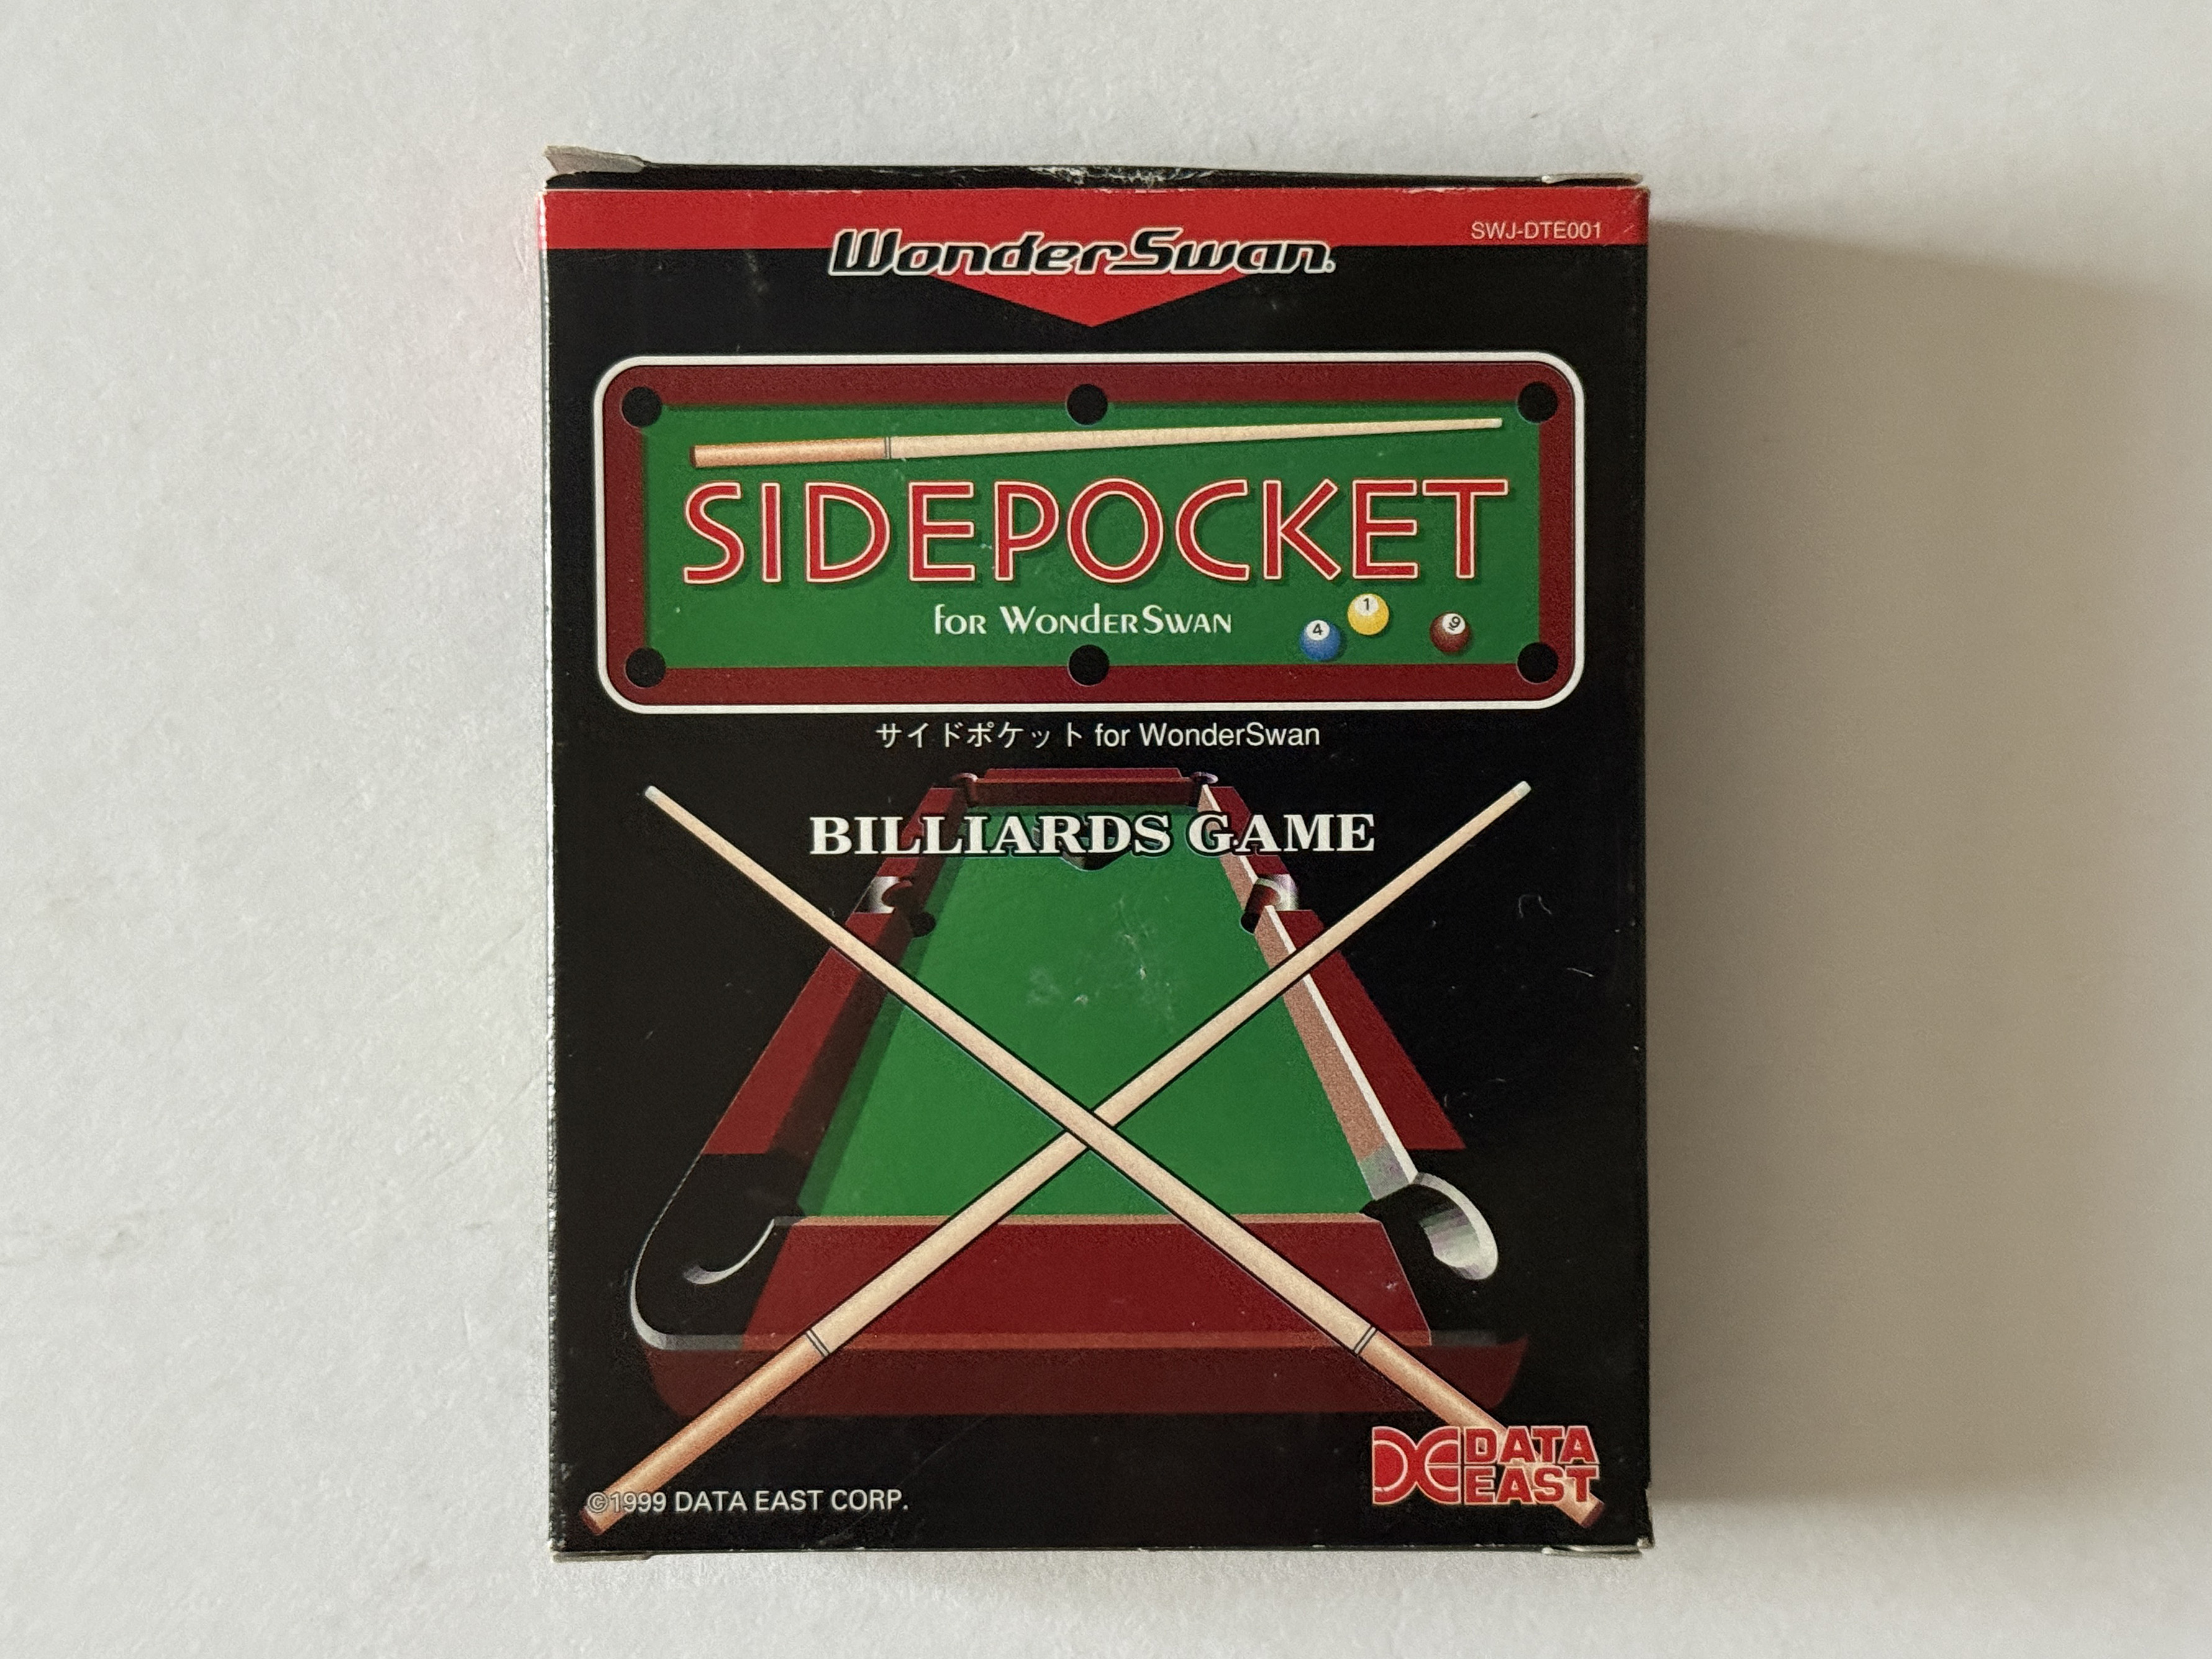 WonderSwan.
SWJ-DTE001
SIDEPOCKET
for WonderSwan
1
4
9
サイドポケット for WonderSwan
BILLIARDS GAME
DATA
EAST
©1999 DATA EAST CORP.